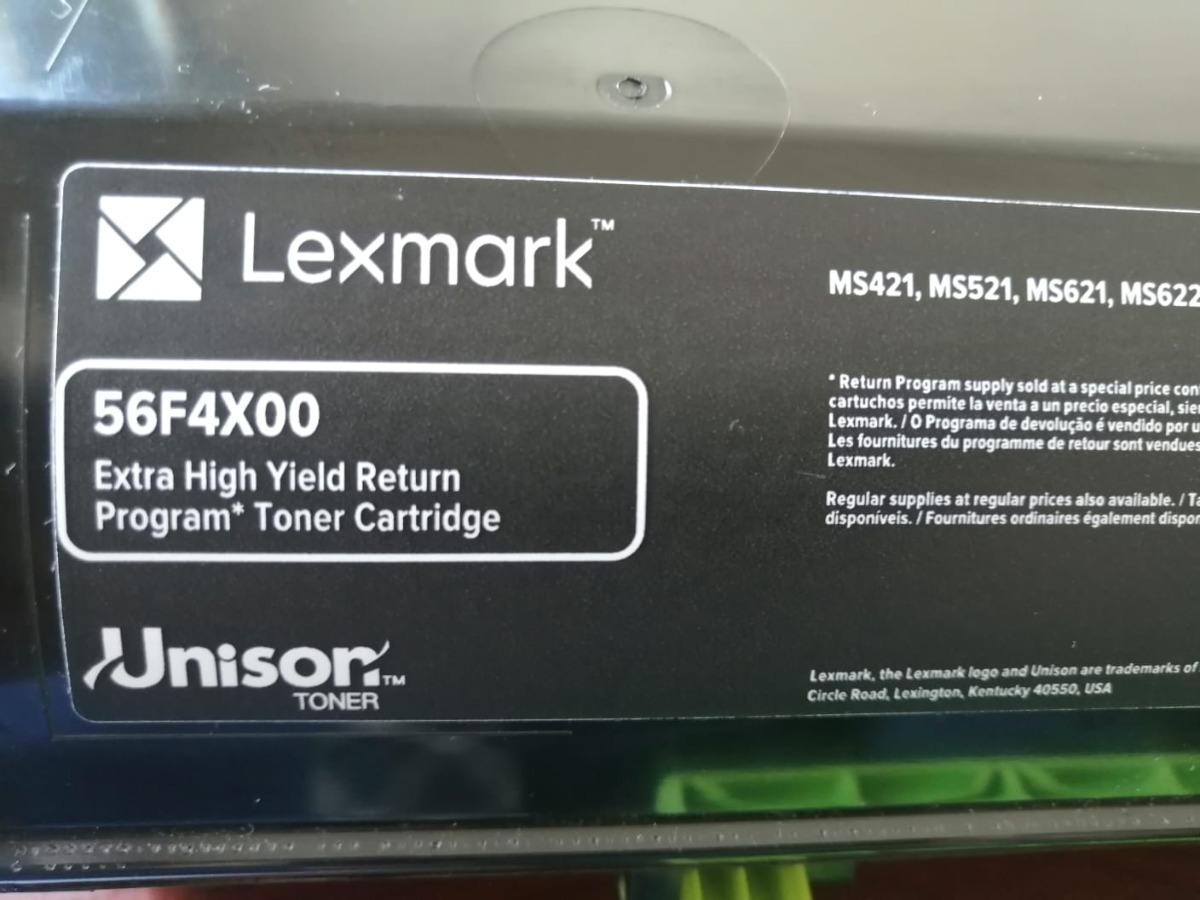 Lexmark™
MS421, MS521, MS621, MS622
56F4X00
Extra High Yield Return
Program* Toner Cartridge
* Return Program supply sold at a special price
cartuchos permite la venta a un precio especial,
Lexmark. / O Programa de devolução é vendido por
Les fournitures du programme de retour sont vendues
Lexmark.
Regular supplies at regular prices also available. /
disponíveis. / Fournitures ordinaires également
Unison™
TONER
Lexmark, the Lexmark logo and Unison are trademarks of
Circle Road, Lexington, Kentucky 40550, USA